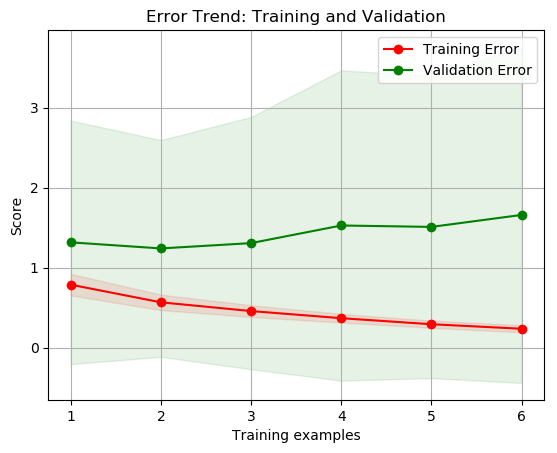 Error Trend: Training and Validation
Training Error
Validation Error
3
2
1
0
Score
1 2 3 4 5 6
Training examples